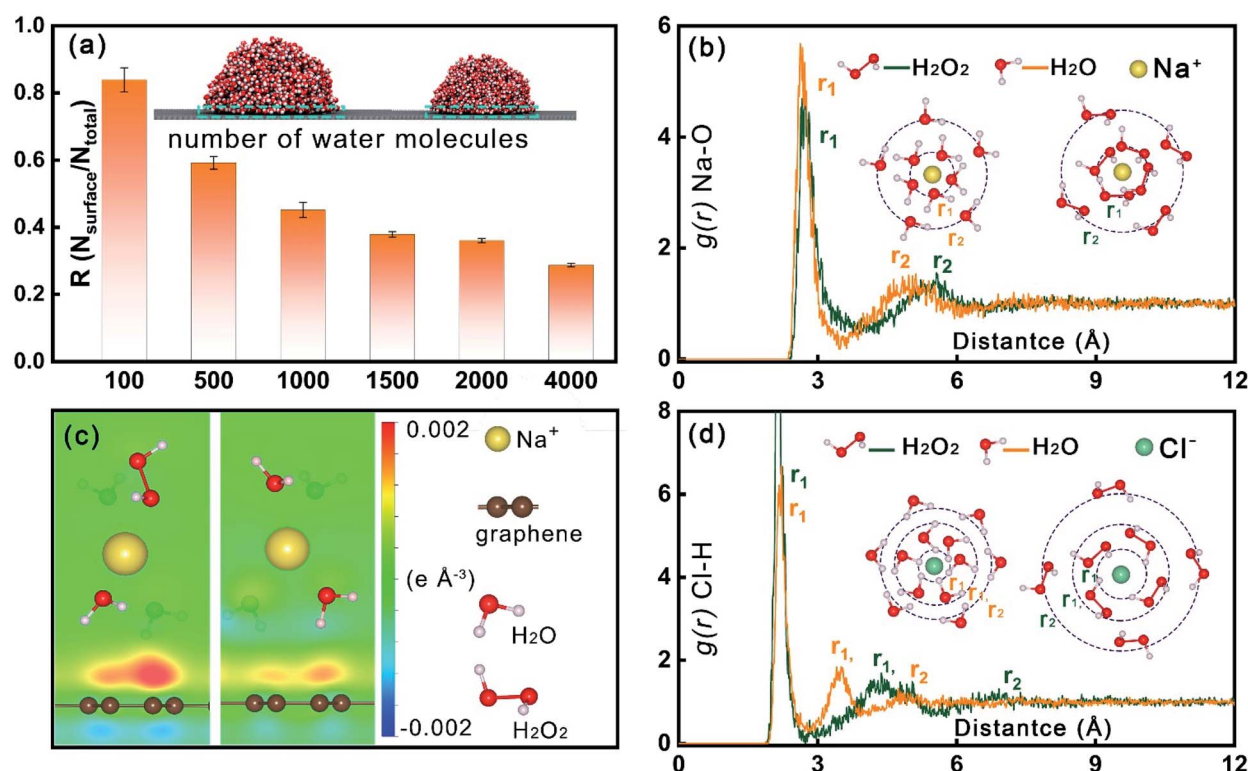 (a)
R (Nsurface/Ntotal)
1.0
0.8
0.6
0.4
0.2
0.0
number of water molecules
100 500 1000 1500 2000 4000
(b)
H2O2 H2O Na+
g(r) Na-O
6
4
2
0
r1
r1
r2 r2
r1
r2
r1
r2
Distantce (Å)
0 3 6 9 12
(c)
0.002
(e Å-3)
-0.002
Na+
graphene
H2O
H2O2
(d)
H2O2 H2O Cl−
g(r) Cl-H
8
6
4
2
0
r1
r1
r1,
r1,
r2
r2
r1
r1,
r2
r1
r1,
r2
Distantce (Å)
0 3 6 9 12